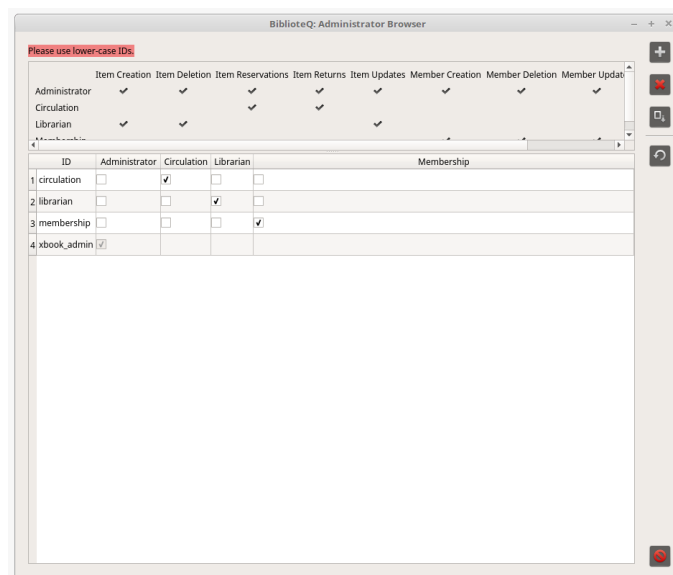 BiblioteQ: Administrator Browser
Please use lower-case IDs.
Item Creation Item Deletion Item Reservations Item Returns Item Updates Member Creation Member Deletion Member Updat
Administrator
Circulation
Librarian
ID Administrator Circulation Librarian Membership
1 circulation
2 librarian
3 membership
4 xbook_admin